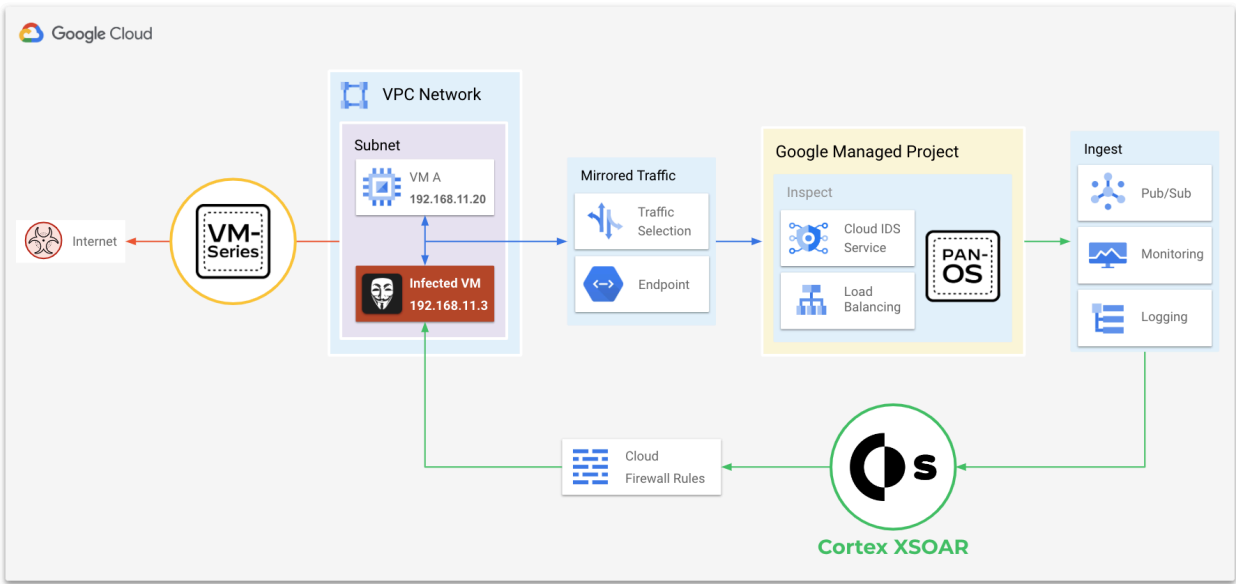 Google Cloud
VPC Network
Subnet
VM A
192.168.11.20
Infected VM
192.168.11.3
Internet
VM-
Series
Mirrored Traffic
Traffic
Selection
Endpoint
Google Managed Project
Inspect
Cloud IDS
Service
Load
Balancing
PAN-
OS
Ingest
Pub/Sub
Monitoring
Logging
Cloud
Firewall Rules
S
Cortex XSOAR